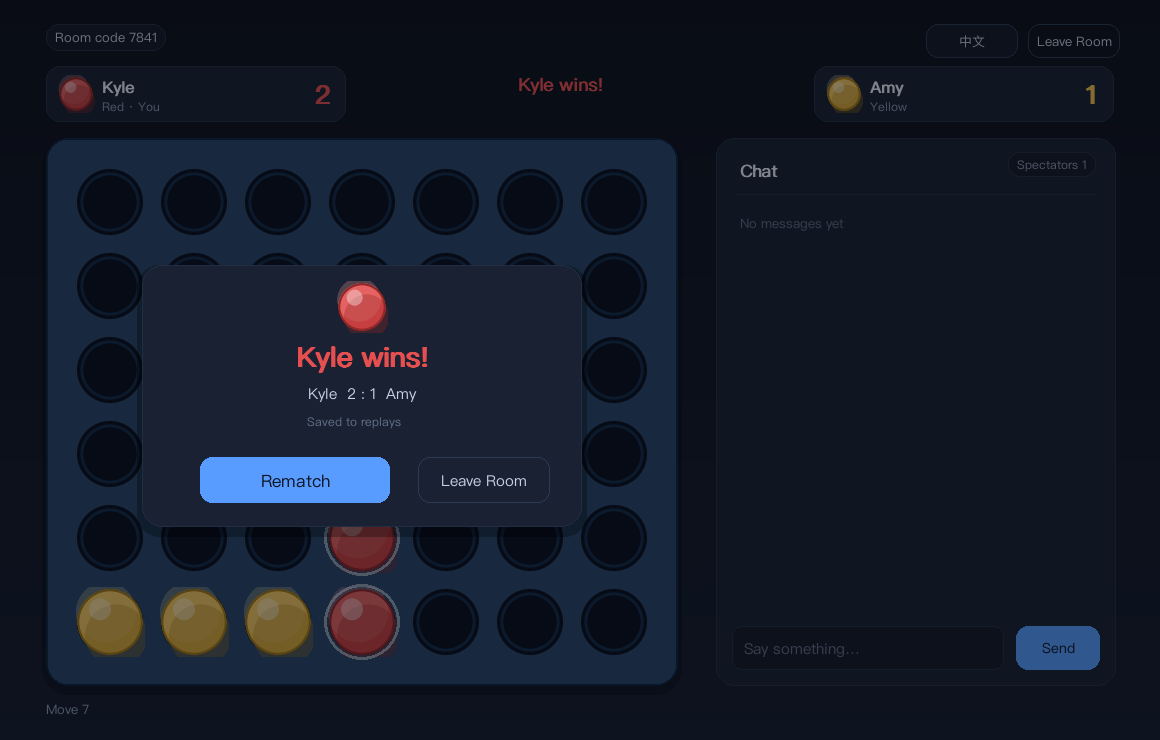 Room code 7841
中文
Leave Room
Kyle
Red · You
2
Kyle wins!
Amy
Yellow
1
Chat
Spectators 1
No messages yet
Kyle wins!
Kyle 2 : 1 Amy
Saved to replays
Rematch
Leave Room
Say something...
Send
Move 7